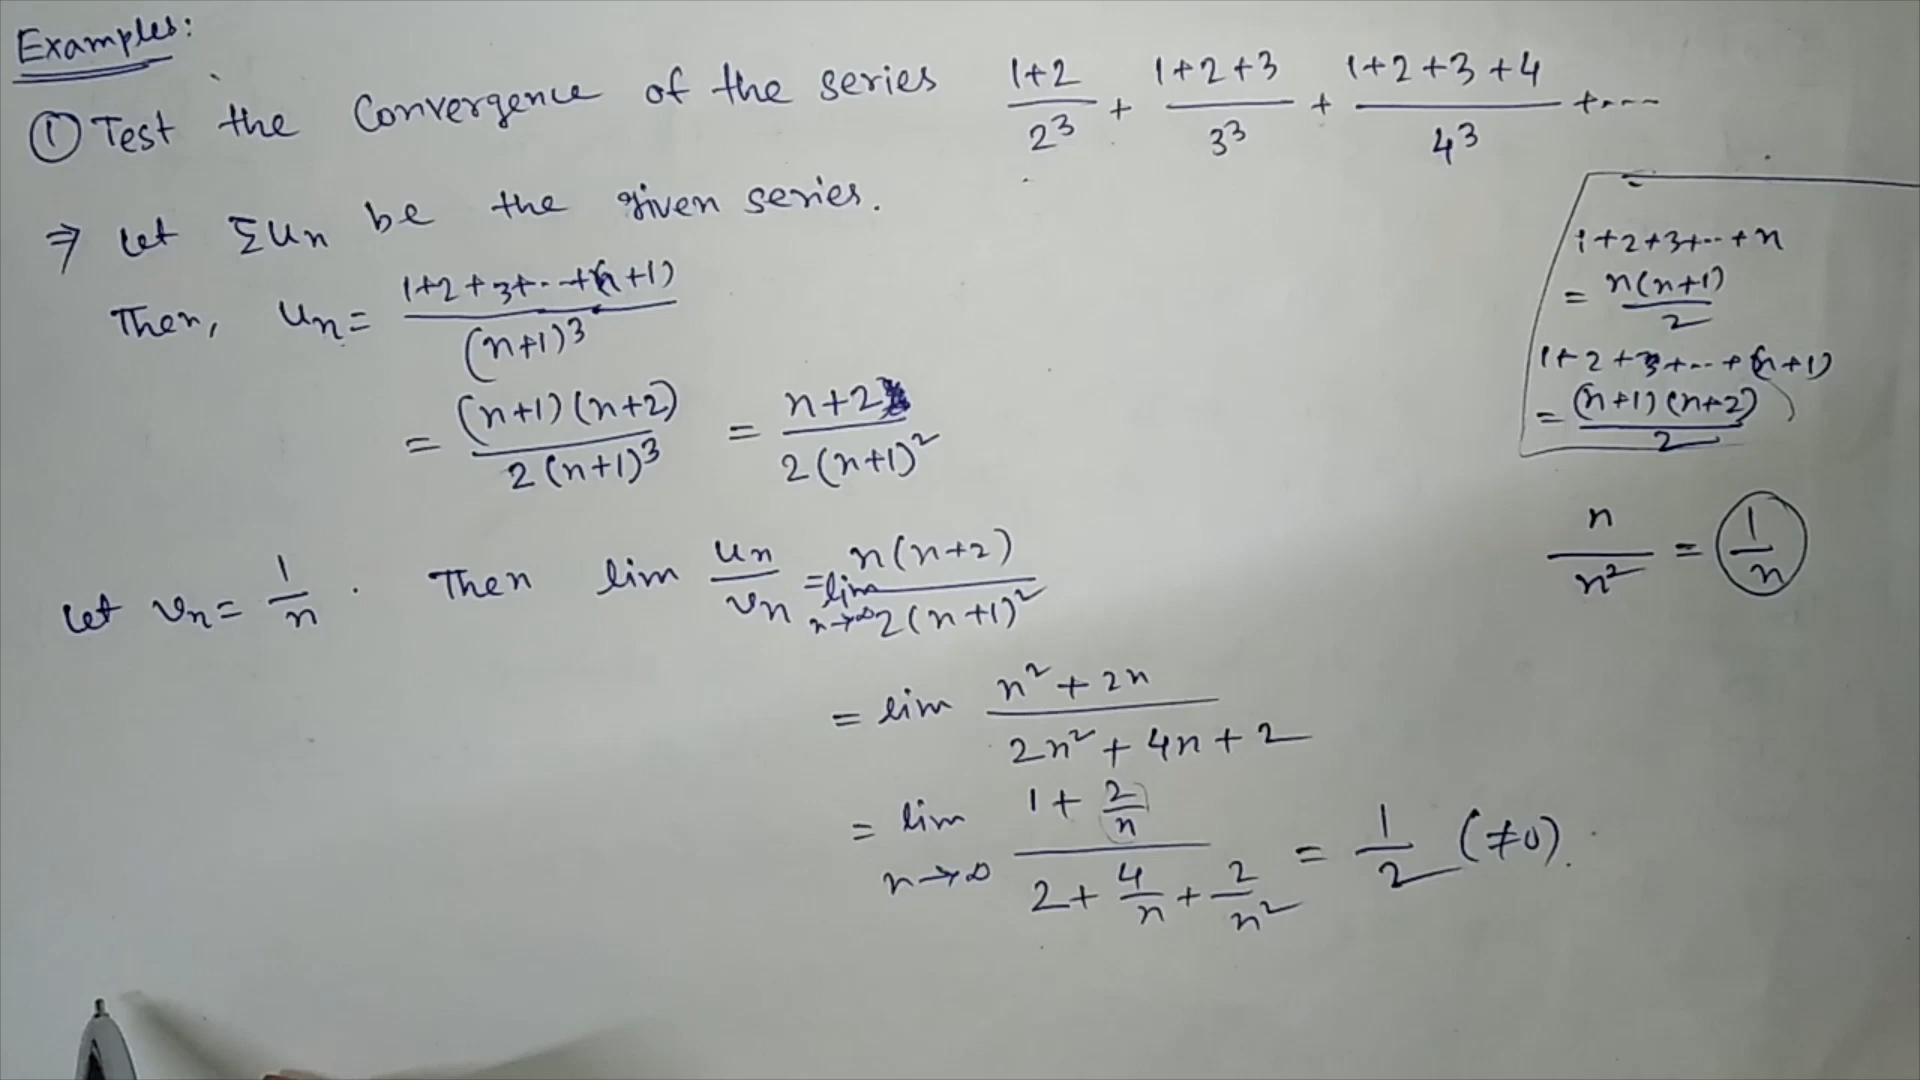 Examples:
① Test the Convergence of the series (1+2)/2³ + (1+2+3)/3³ + (1+2+3+4)/4³ + ----
⇒ Let Σun be the given series.
Then, un = (1+2+3+..+(n+1))/(n+1)³
= (n+1)(n+2)/2(n+1)³ = n+2/2(n+1)²
Let vn = 1/n . Then lim un/vn = lim n→∞ n(n+2)/2(n+1)²
= lim n²+2n/2n²+4n+2
= lim n→∞ (1+2/n)/(2+4/n+2/n²) = 1/2 (≠0).
1+2+3+--+n
= n(n+1)/2
1+2+3+--+(n+1)
= (n+1)(n+2)/2
n/n² = 1/n